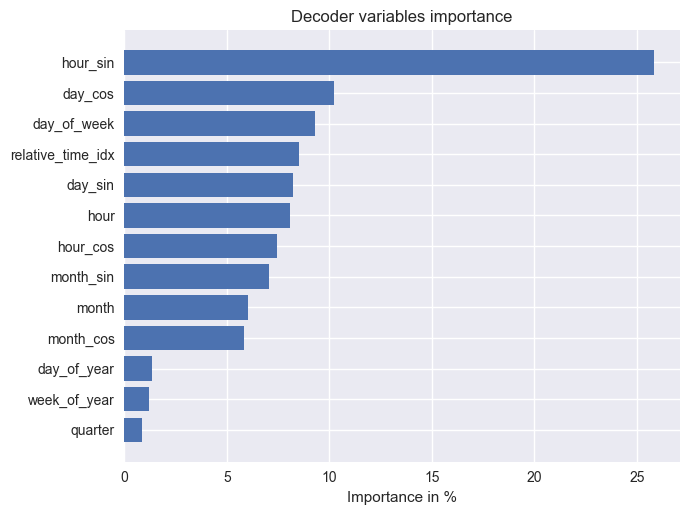 Decoder variables importance
hour_sin
day_cos
day_of_week
relative_time_idx
day_sin
hour
hour_cos
month_sin
month
month_cos
day_of_year
week_of_year
quarter
0 5 10 15 20 25
Importance in %